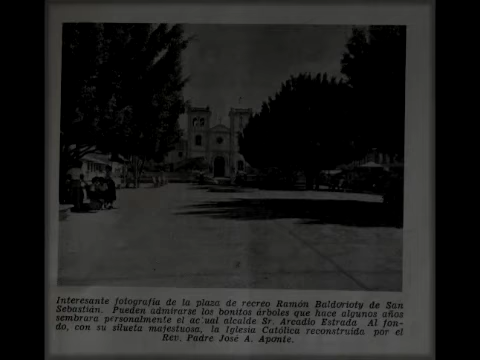 Interesante fotografía de la plaza de recreo Ramón Baldorioty de San
Sebastián. Pueden admirarse los bonitos árboles que hace algunos años
sembrara personalmente el ac ual alcalde Sr. Arcadio Estrada Al fon-
do, con su silueta majestuosa, la Iglesia Católica reconstruida por el
Rev. Padre José A. Aponte.